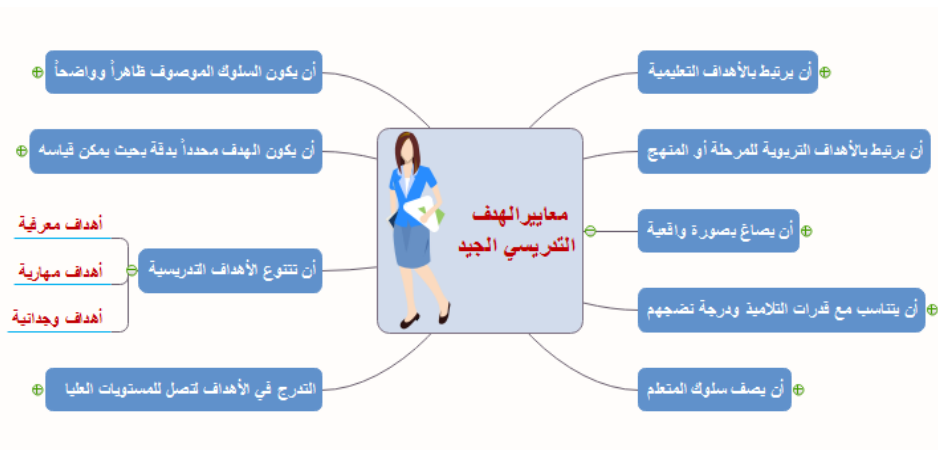 معايير الهدف
التدريسي الجيد
أن يرتبط بالأهداف التعليمية
أن يرتبط بالأهداف التربوية للمرحلة أو المنهج
أن يصاغ بصورة واقعية
أن يتناسب مع قدرات التلاميذ ودرجة نضجهم
أن يصف سلوك المتعلم
أن يكون السلوك الموصوف ظاهراً وواضحاً
أن يكون الهدف محدداً بدقة بحيث يمكن قياسه
أن تتنوع الأهداف التدريسية
أهداف معرفية
أهداف مهارية
أهداف وجدانية
التدرج في الأهداف لتصل للمستويات العليا